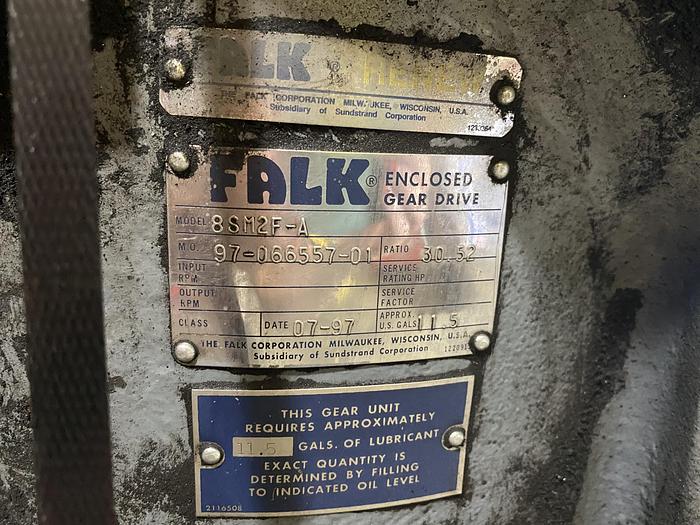 FALK ®
THE FALK CORPORATION MILWAUKEE, WISCONSIN, U.S.A.
Subsidiary of Sundstrand Corporation
FALK® ENCLOSED
GEAR DRIVE
MODEL 8SM2F-A
M.O. 97-066557-01 RATIO 30.52
INPUT RPM SERVICE RATING HP
OUTPUT RPM SERVICE FACTOR
CLASS DATE 07-97 APPROX. U.S. GALS 11.5
THE FALK CORPORATION MILWAUKEE, WISCONSIN, U.S.A.
Subsidiary of Sundstrand Corporation
THIS GEAR UNIT
REQUIRES APPROXIMATELY
11.5 GALS. OF LUBRICANT
EXACT QUANTITY IS
DETERMINED BY FILLING
TO INDICATED OIL LEVEL
2116508